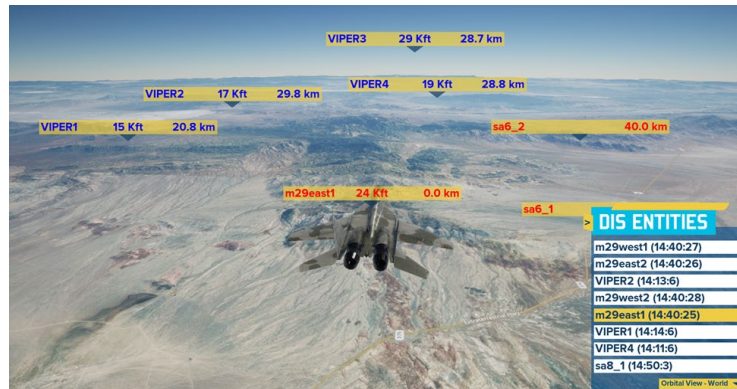 VIPER3 29 Kft 28.7 km
VIPER4 19 Kft 28.8 km
VIPER2 17 Kft 29.8 km
VIPER1 15 Kft 20.8 km
sa6_2 40.0 km
m29east1 24 Kft 0.0 km
sa6_1
> DIS ENTITIES
m29west1 (14:40:27)
m29east2 (14:40:26)
VIPER2 (14:13:6)
m29west2 (14:40:28)
m29east1 (14:40:25)
VIPER1 (14:14:6)
VIPER4 (14:11:6)
sa8_1 (14:50:3)
E
Orbital View - World